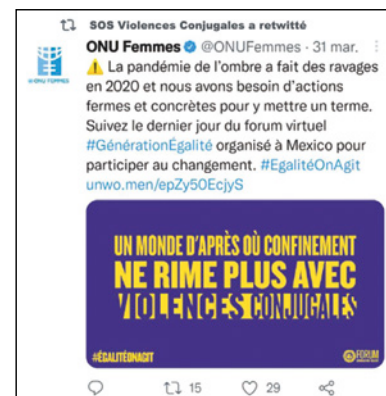 SOS Violences Conjugales a retwitté
ONU Femmes @ONUFemmes · 31 mar.
⚠ La pandémie de l'ombre a fait des ravages
en 2020 et nous avons besoin d'actions
fermes et concrètes pour y mettre un terme.
Suivez le dernier jour du forum virtuel
#GénérationÉgalité organisé à Mexico pour
participer au changement. #EgalitéOnAgit
unwo.men/epZy50EcjyS
UN MONDE D'APRÈS OÙ CONFINEMENT
NE RIME PLUS AVEC
VIOLENCES CONJUGALES
#ÉGALITÉONAGIT
FORUM
15
29